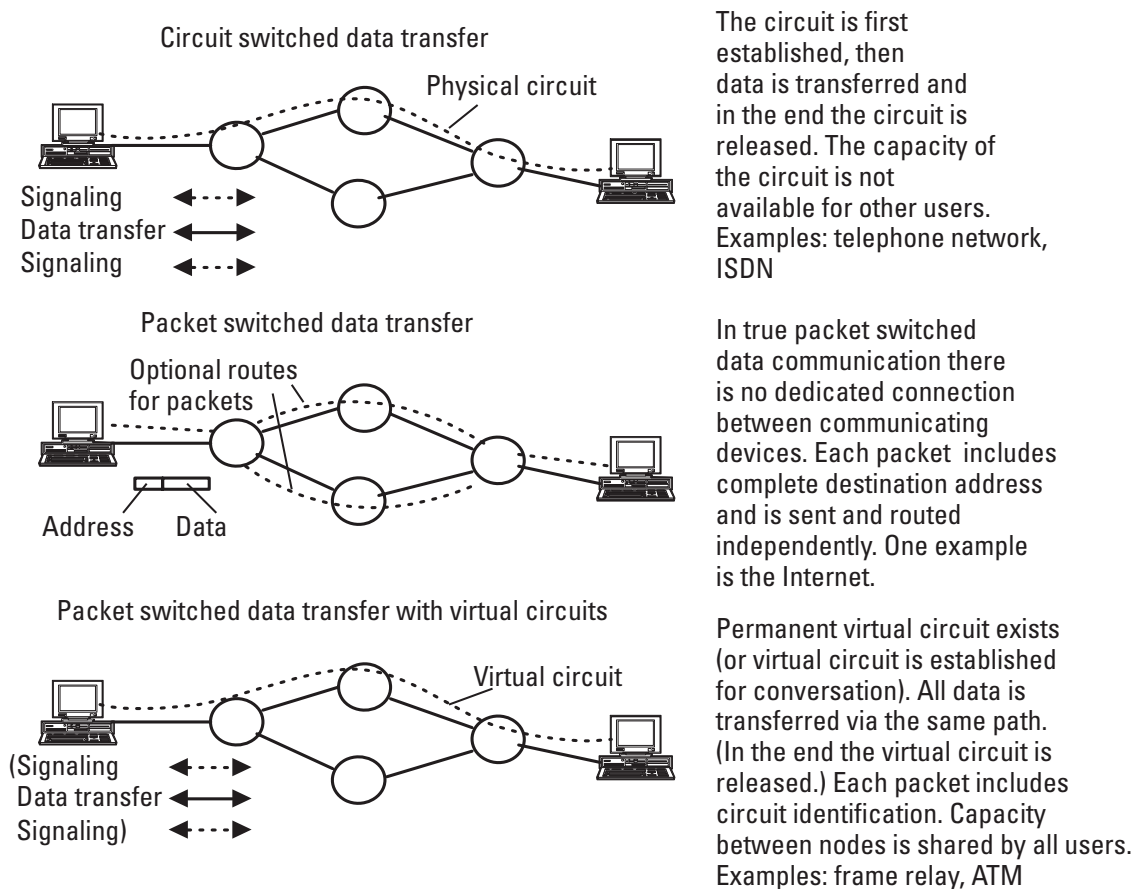 Circuit switched data transfer
Physical circuit
Signaling
Data transfer
Signaling
The circuit is first
established, then
data is transferred and
in the end the circuit is
released. The capacity of
the circuit is not
available for other users.
Examples: telephone network,
ISDN
Packet switched data transfer
Optional routes
for packets
Address Data
In true packet switched
data communication there
is no dedicated connection
between communicating
devices. Each packet includes
complete destination address
and is sent and routed
independently. One example
is the Internet.
Packet switched data transfer with virtual circuits
Virtual circuit
(Signaling
Data transfer
Signaling)
Permanent virtual circuit exists
(or virtual circuit is established
for conversation). All data is
transferred via the same path.
(In the end the virtual circuit is
released.) Each packet includes
circuit identification. Capacity
between nodes is shared by all users.
Examples: frame relay, ATM